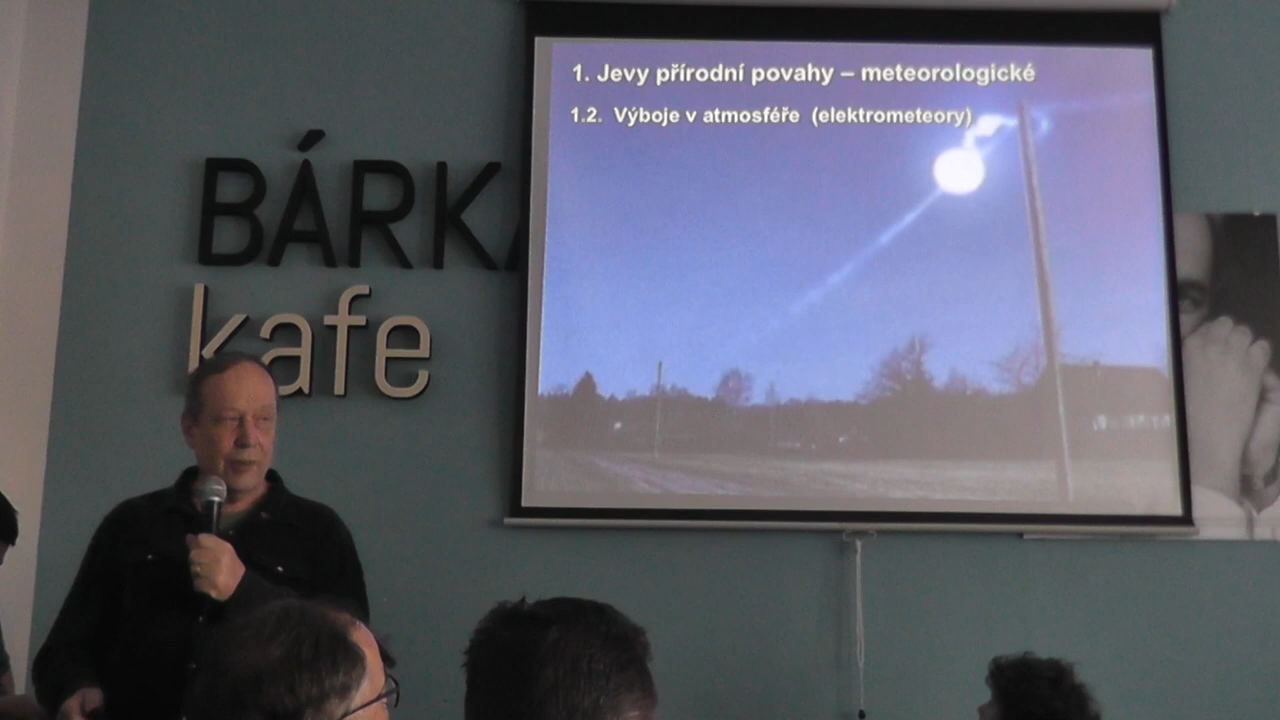 BÁRKA
kafe
1. Jevy přírodní povahy – meteorologické
1.2. Výboje v atmosféře (elektrometeory)